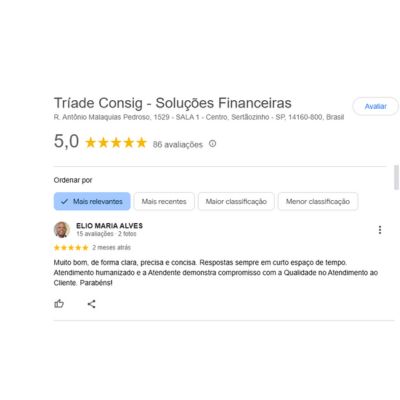 Tríade Consig - Soluções Financeiras
Avaliar
R. Antônio Malaquias Pedroso, 1529 - SALA 1 - Centro, Sertãozinho - SP, 14160-800, Brasil
5,0
86 avaliações
Ordenar por
Mais relevantes
Mais recentes
Maior classificação
Menor classificação
ELIO MARIA ALVES
15 avaliações · 2 fotos
2 meses atrás
Muito bom, de forma clara, precisa e concisa. Respostas sempre em curto espaço de tempo.
Atendimento humanizado e a Atendente demonstra compromisso com a Qualidade no Atendimento ao
Cliente. Parabéns!